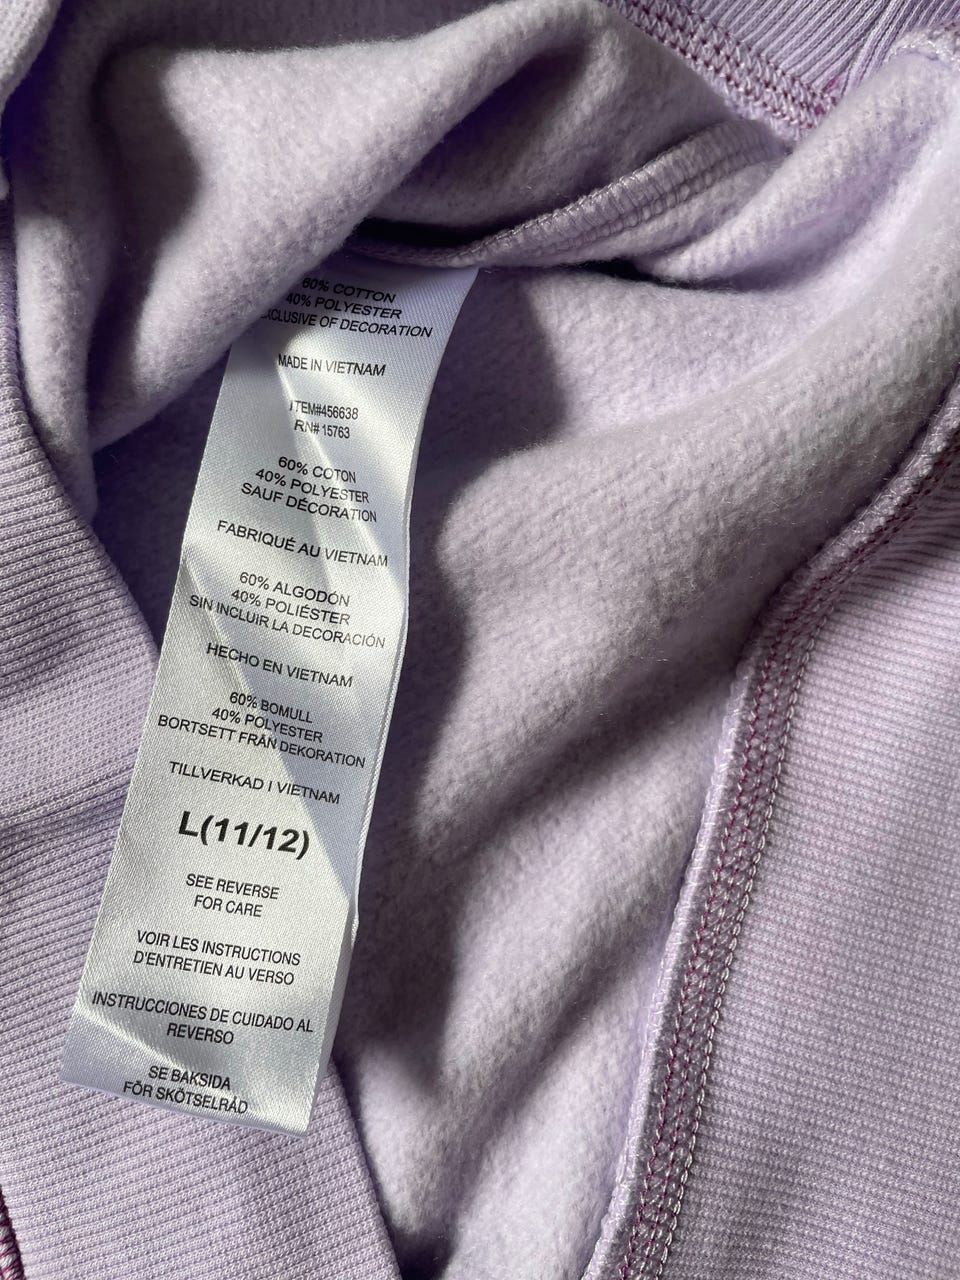 60% COTTON
40% POLYESTER
EXCLUSIVE OF DECORATION
MADE IN VIETNAM
ITEM#456638
RN# 15763
60% COTON
40% POLYESTER
SAUF DÉCORATION
FABRIQUÉ AU VIETNAM
60% ALGODÓN
40% POLIÉSTER
SIN INCLUIR LA DECORACIÓN
HECHO EN VIETNAM
60% BOMULL
40% POLYESTER
BORTSETT FRÅN DEKORATION
TILLVERKAD I VIETNAM
L(11/12)
SEE REVERSE
FOR CARE
VOIR LES INSTRUCTIONS
D'ENTRETIEN AU VERSO
INSTRUCCIONES DE CUIDADO AL
REVERSO
SE BAKSIDA
FÖR SKÖTSELRÅD